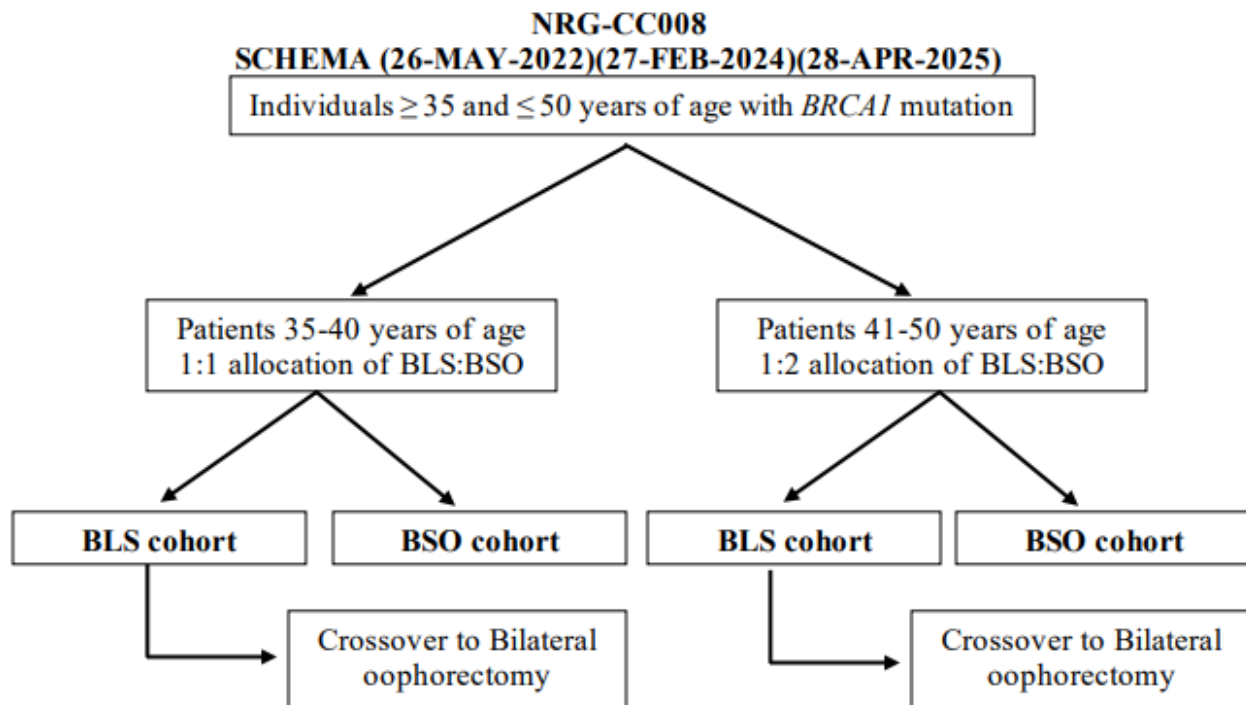 NRG-CC008
SCHEMA (26-MAY-2022)(27-FEB-2024)(28-APR-2025)
Individuals ≥ 35 and ≤ 50 years of age with BRCA1 mutation
Patients 35-40 years of age
1:1 allocation of BLS:BSO
Patients 41-50 years of age
1:2 allocation of BLS:BSO
BLS cohort
BSO cohort
BLS cohort
BSO cohort
Crossover to Bilateral
oophorectomy
Crossover to Bilateral
oophorectomy